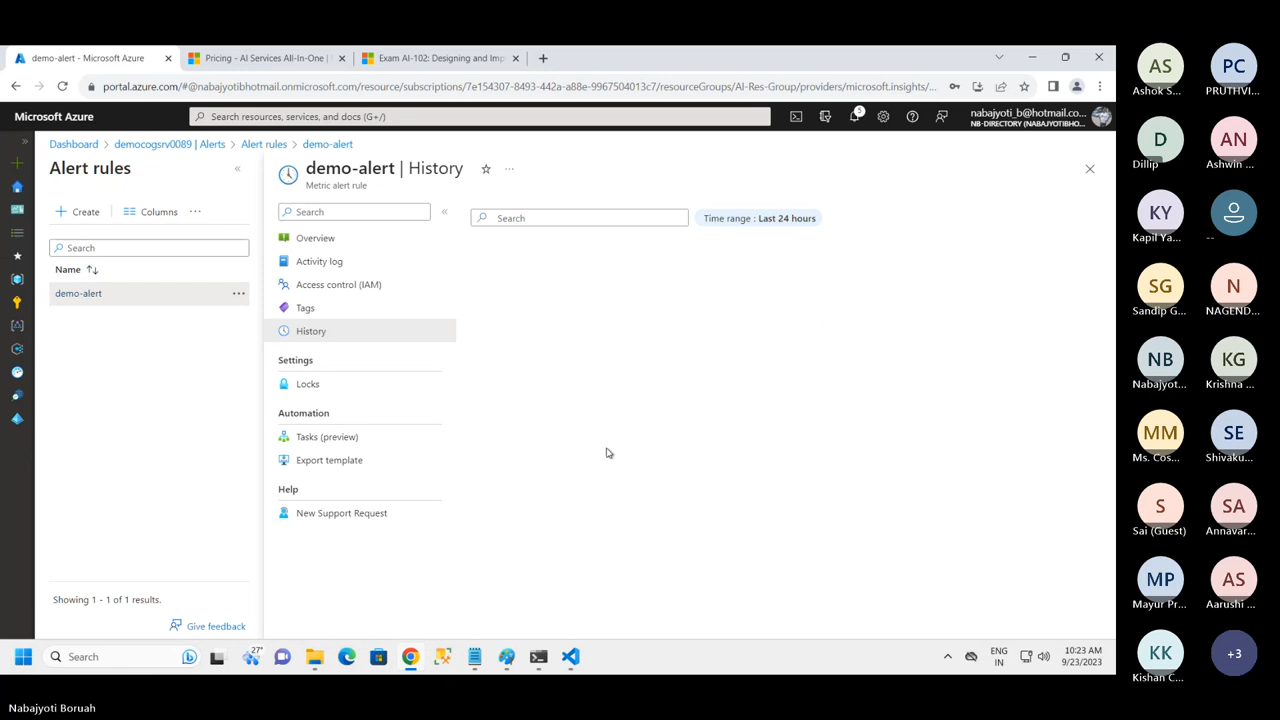 demo-alert - Microsoft Azure
Pricing - AI Services All-In-One |
Exam AI-102: Designing and Imp
portal.azure.com/#@nabajyotibhotmail.onmicrosoft.com/resource/subscriptions/7e154307-8493-442a-a88e-9967504013c7/resourceGroups/AI-Res-Group/providers/microsoft.insights/...
Microsoft Azure
Search resources, services, and docs (G+/)
5
nabajyoti_b@hotmail.co...
NB-DIRECTORY (NABAJYOTIBHO...
Dashboard > democogsrv0089 | Alerts > Alert rules > demo-alert
Alert rules
Create
Columns
Search
Name
demo-alert
Showing 1 - 1 of 1 results.
Give feedback
demo-alert | History
Metric alert rule
Search
Overview
Activity log
Access control (IAM)
Tags
History
Settings
Locks
Automation
Tasks (preview)
Export template
Help
New Support Request
Search
Time range : Last 24 hours
Search
27°
ENG
IN
10:23 AM
9/23/2023
AS
Ashok S...
PC
PRUTHVI...
D
Dillip
AN
Ashwin ...
KY
Kapil Ya...
--
SG
Sandip G...
N
NAGEND...
NB
Nabajyot...
KG
Krishna ...
MM
Ms. Cos...
SE
Shivaku...
S
Sai (Guest)
SA
Annavar...
MP
Mayur Pr...
AS
Aarushi ...
KK
Kishan C...
+3
Nabajyoti Boruah